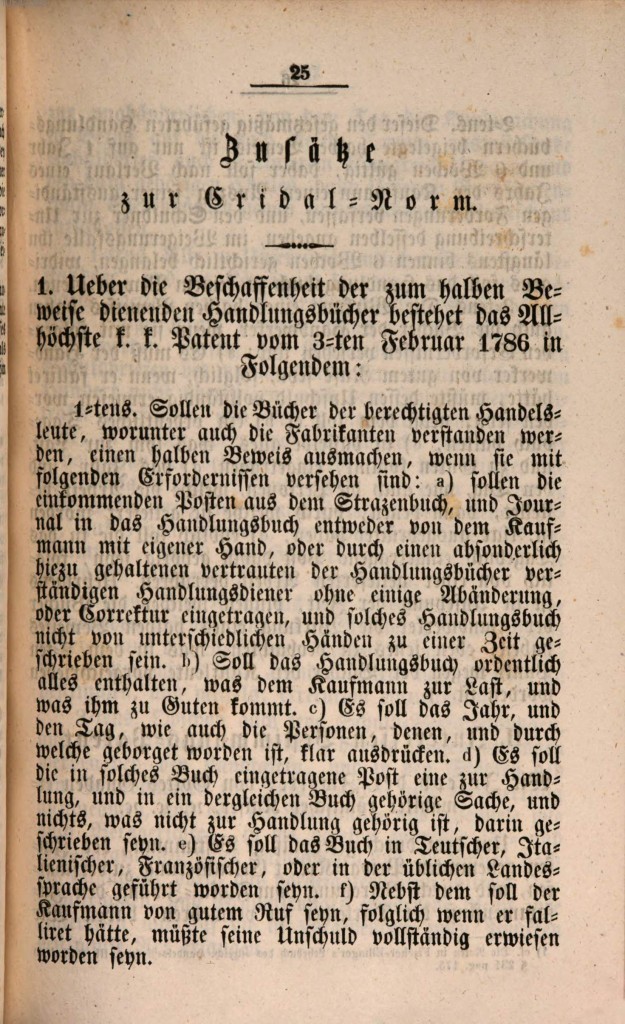 25
Zusätze
zur Cridal-Norm.
1. Ueber die Beschaffenheit der zum halben Be-
weise dienenden Handlungsbücher bestehet das All-
höchste k. k. Patent vom 3-ten Februar 1786 in
Folgendem:
1-tens. Sollen die Bücher der berechtigten Handels-
leute, worunter auch die Fabrikanten verstanden wer-
den, einen halben Beweis ausmachen, wenn sie mit
folgenden Erfordernissen versehen sind: a) sollen die
einkommenden Posten aus dem Strazenbuch, und Jour-
nal in das Handlungsbuch entweder von dem Kauf-
mann mit eigener Hand, oder durch einen absonderlich
hiezu gehaltenen vertrauten der Handlungsbücher ver-
ständigen Handlungsdiener ohne einige Abänderung,
oder Correktur eingetragen, und solches Handlungsbuch
nicht von unterschiedlichen Händen zu einer Zeit ge-
schrieben sein. b) Soll das Handlungsbuch ordentlich
alles enthalten, was dem Kaufmann zur Last, und
was ihm zu Guten kommt. c) Es soll das Jahr, und
den Tag, wie auch die Personen, denen, und durch
welche geborget worden ist, klar ausdrücken. d) Es soll
die in solches Buch eingetragene Post eine zur Hand-
lung, und in ein dergleichen Buch gehörige Sache, und
nichts, was nicht zur Handlung gehörig ist, darin ge-
schrieben seyn. e) Es soll das Buch in Teutscher, Ita-
lienischer, Französischer, oder in der üblichen Landes-
sprache geführt worden seyn. f) Nebst dem soll der
Kaufmann von gutem Ruf seyn, folglich wenn er fal-
liret hätte, müßte seine Unschuld vollständig erwiesen
worden seyn.